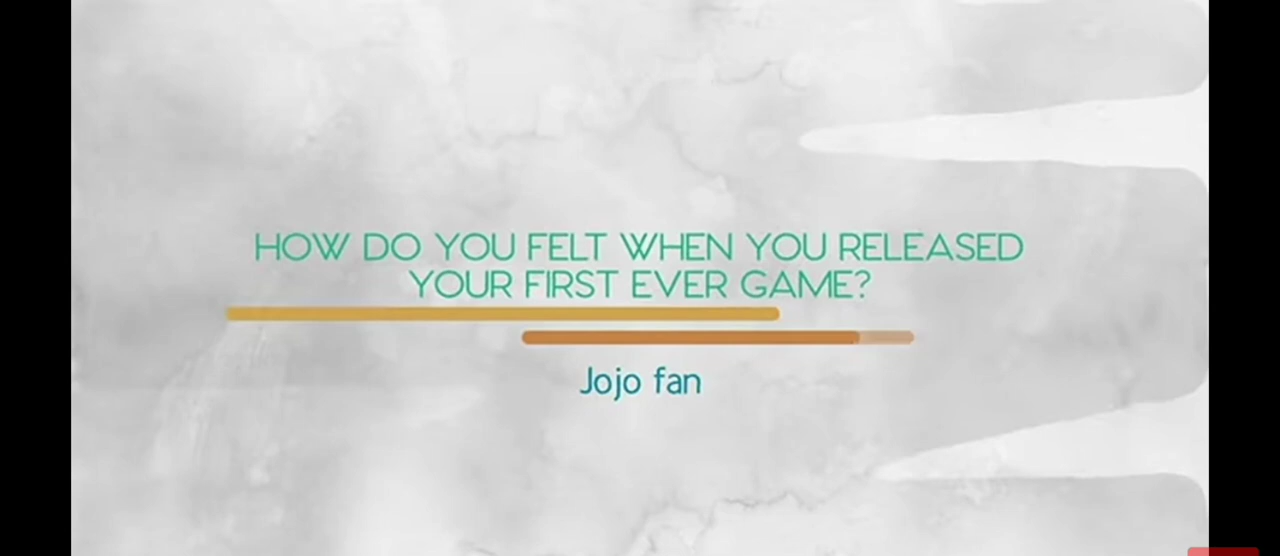 HOW DO YOU FELT WHEN YOU RELEASED
YOUR FIRST EVER GAME?
Jojo fan